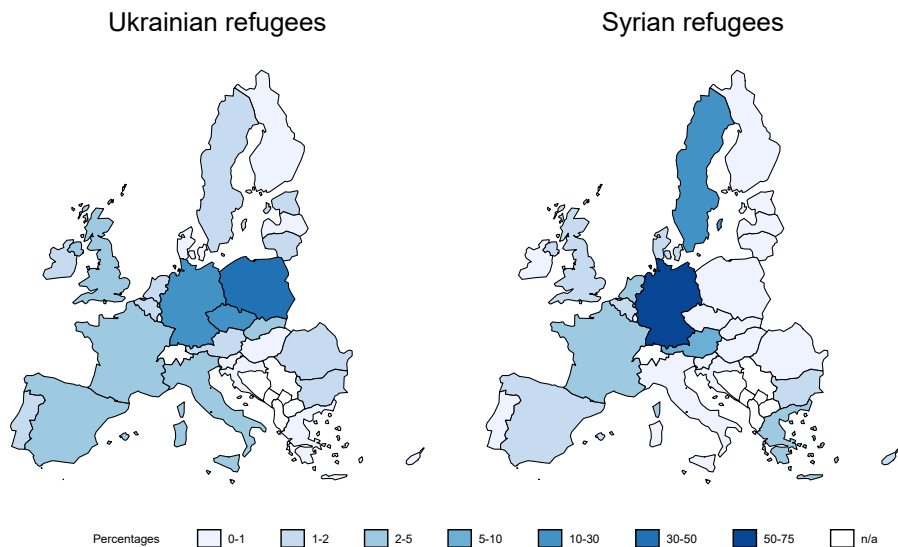 Ukrainian refugees
Syrian refugees
Percentages 0-1 1-2 2-5 5-10 10-30 30-50 50-75 n/a